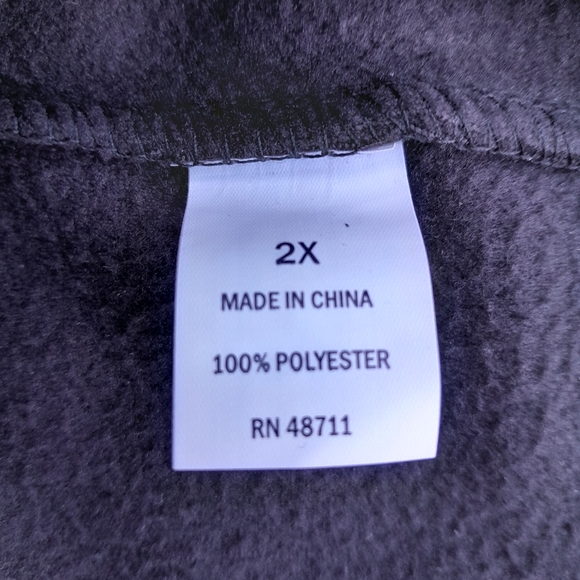 2X
MADE IN CHINA
100% POLYESTER
RN 48711